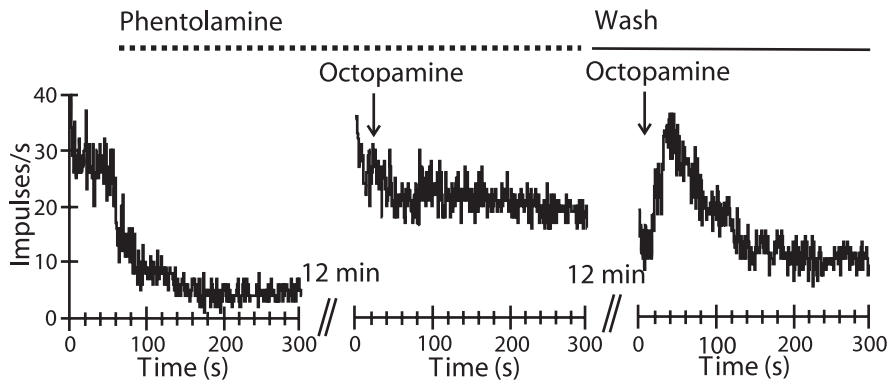 Phentolamine
Wash
Octopamine
Octopamine
Impulses/s
40
30
20
10
0
12 min
12 min
0 100 200 300
0 100 200 300
0 100 200 300
Time (s)
Time (s)
Time (s)